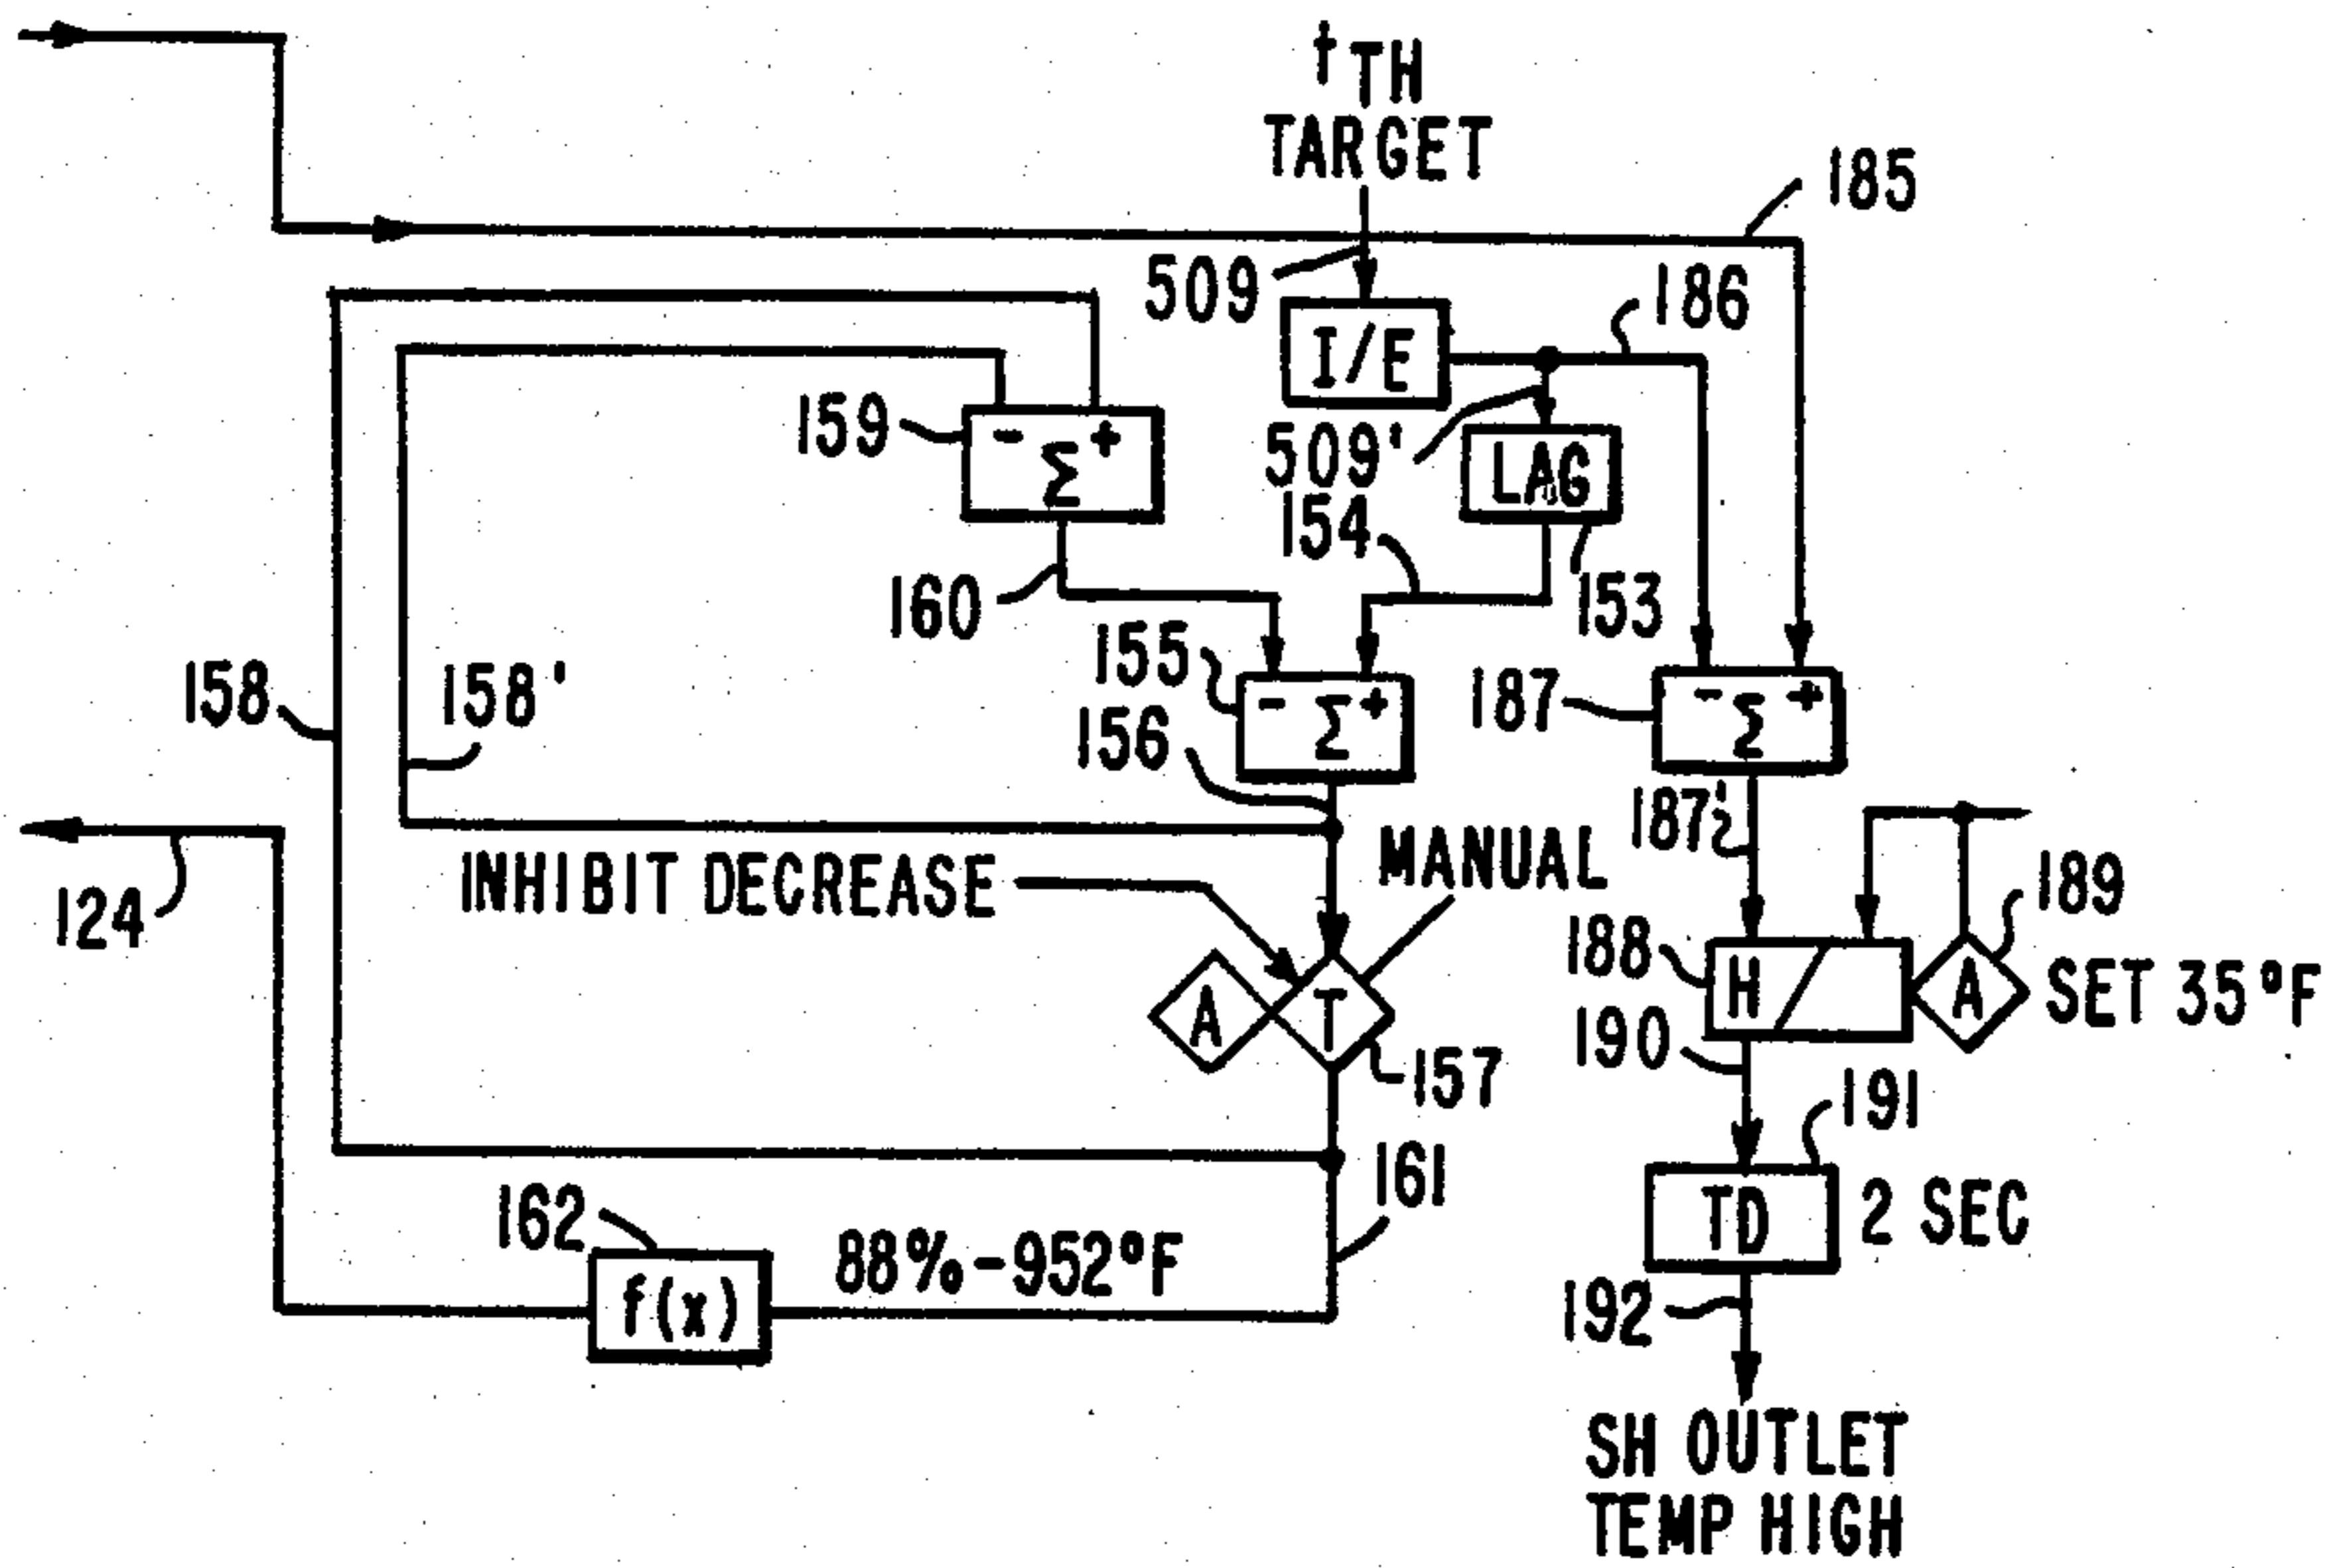 tTH
TARGET
185
509
186
I/E
159
- Σ +
509'
LAG
154
160
153
155
158
158'
187
- Σ +
- Σ +
156
187'
MANUAL
INHIBIT DECREASE
189
124
188
H
A
SET 35°F
A
T
190
157
191
161
162
TD
2 SEC
88%-952°F
f(x)
192
SH OUTLET
TEMP HIGH